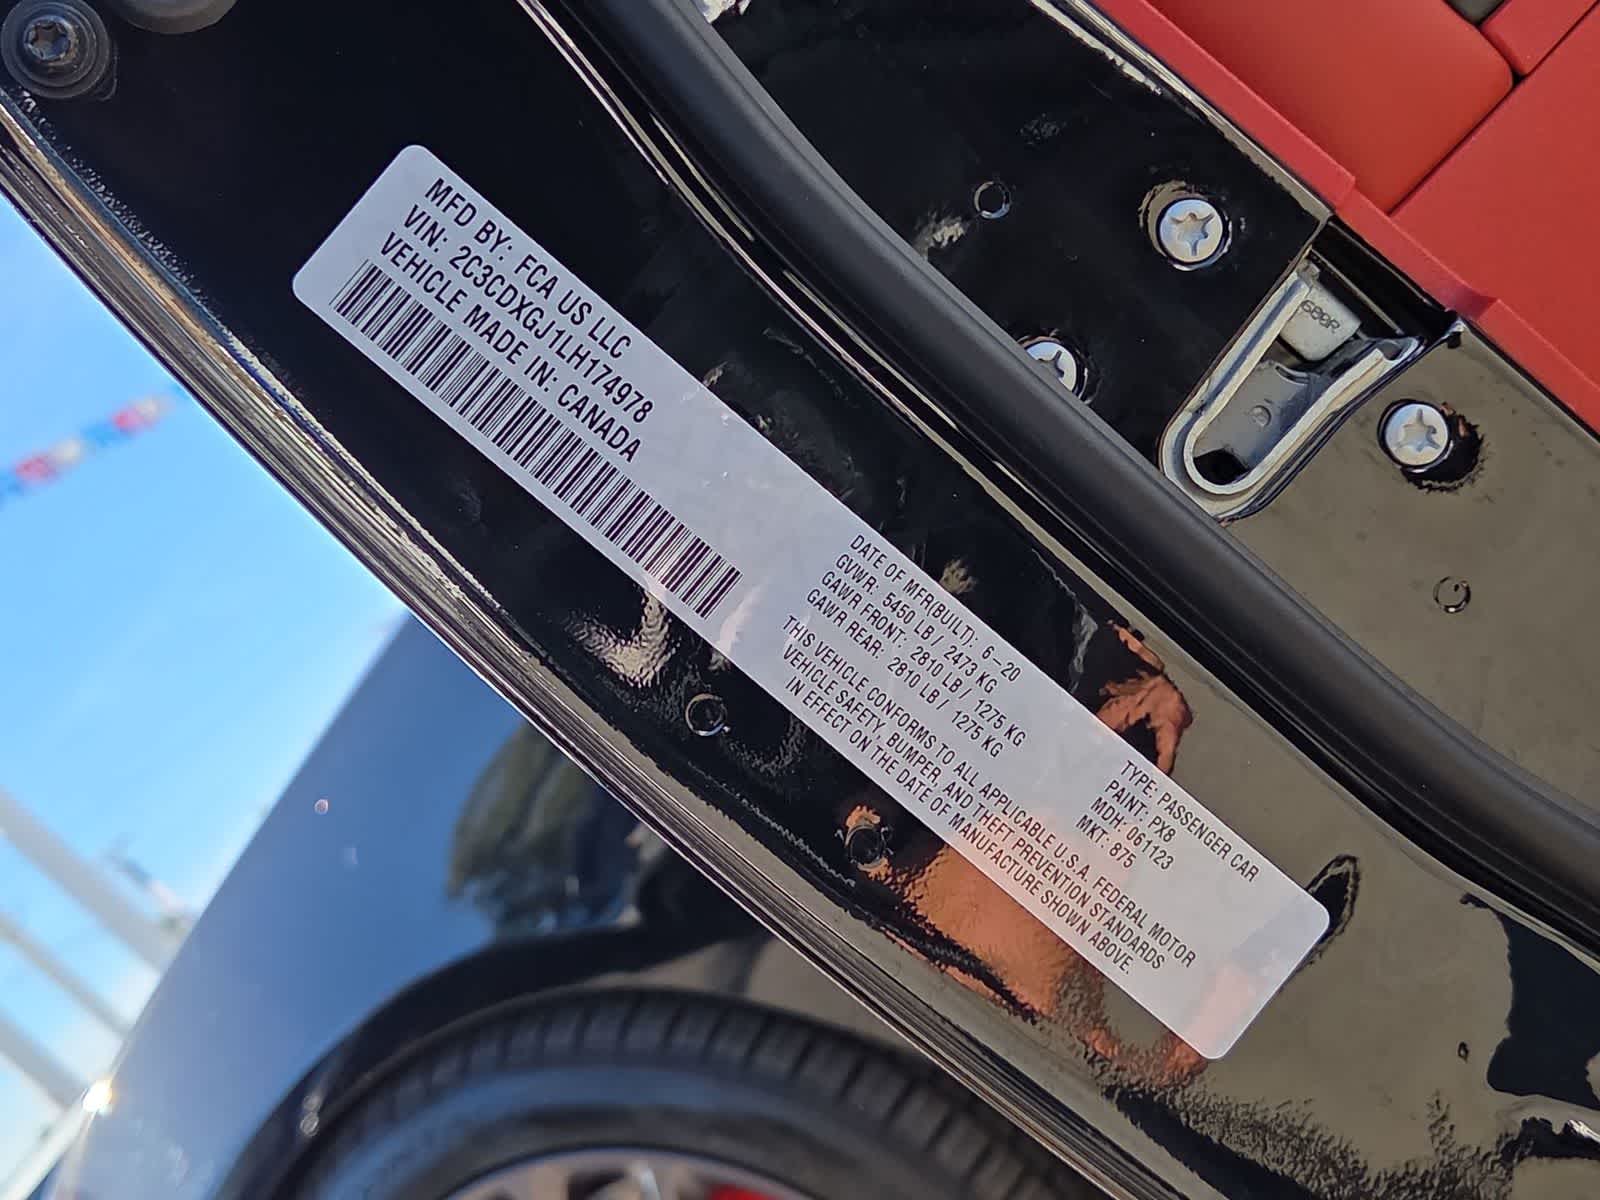 MFD BY: FCA US LLC
VIN: 2C3CDXGJ1LH174978
VEHICLE MADE IN: CANADA
DATE OF MFR(BUILT): 6-20
GVWR: 5450 LB / 2473 KG
GAWR FRONT: 2810 LB / 1275 KG
GAWR REAR: 2810 LB / 1275 KG
THIS VEHICLE CONFORMS TO ALL APPLICABLE U.S.A. FEDERAL MOTOR
VEHICLE SAFETY, BUMPER, AND THEFT PREVENTION STANDARDS
IN EFFECT ON THE DATE OF MANUFACTURE SHOWN ABOVE.
TYPE: PASSENGER CAR
PAINT: PX8
MDH: 061123
MKT: 875